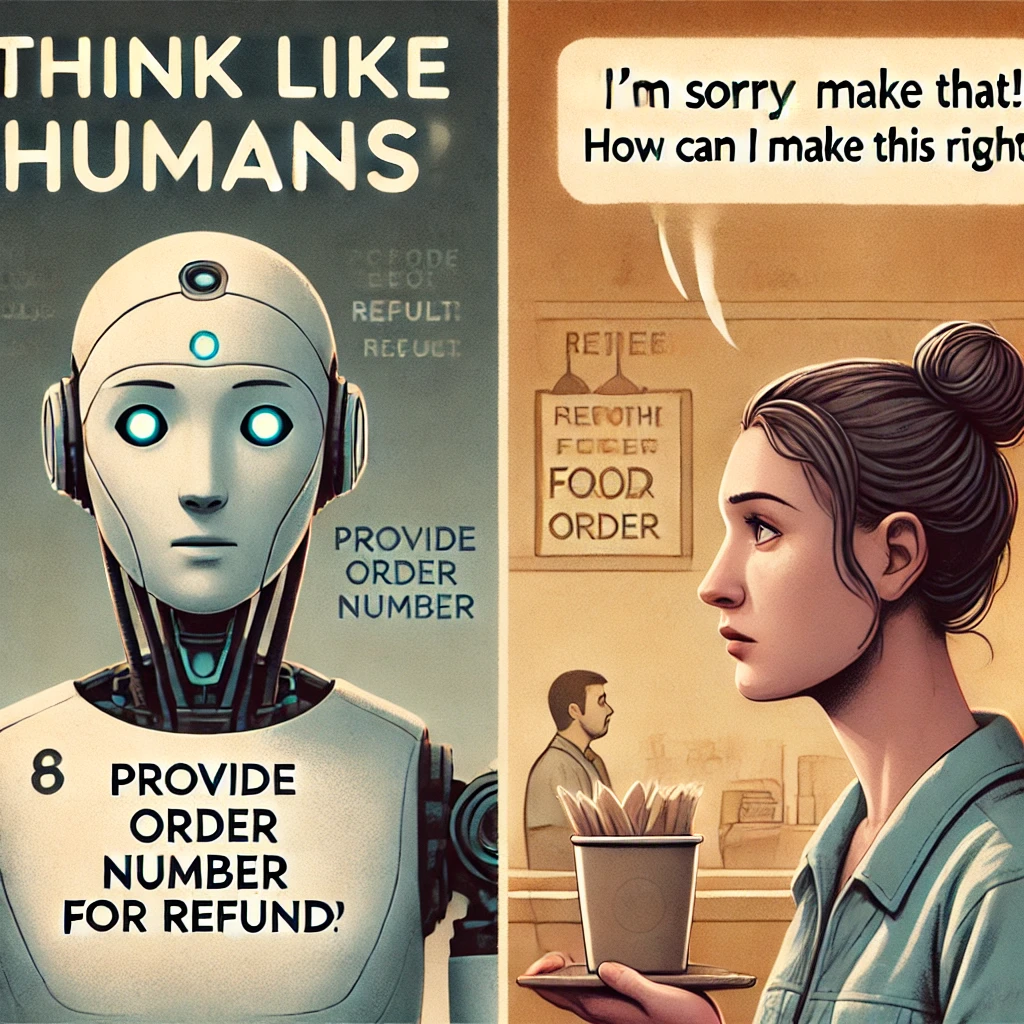 THINK LIKE
HUMANS
REFULT:
PROVIDE
ORDER
NUMBER
8 PROVIDE
ORDER
NUMBER
FOR REFUND!'
I'm sorry make that!
How can I make this right
FOOD
ORDER